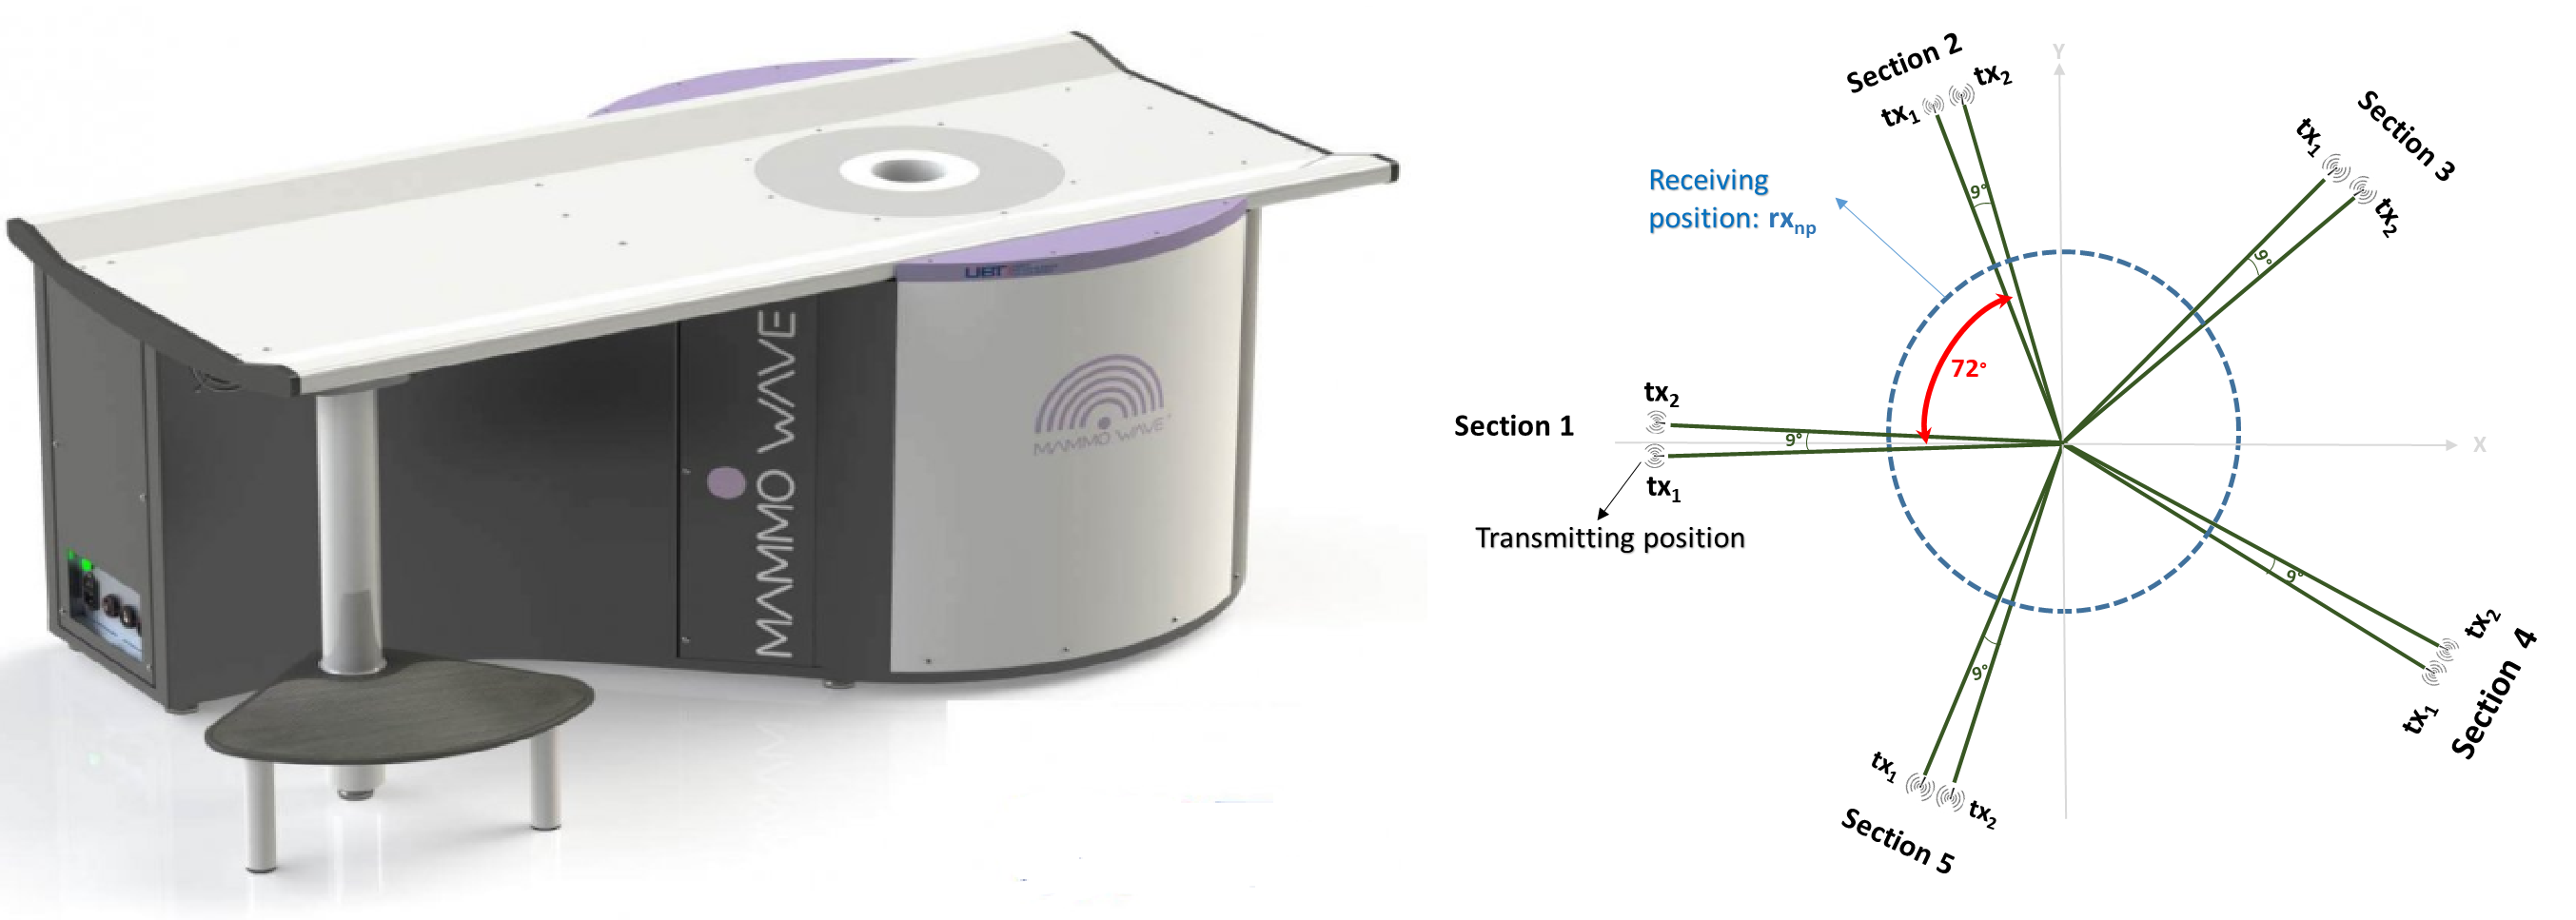 UBT
MAMMO WAVE
MAMMO WAVE
Section 2
tx1
tx2
Y
Section 3
tx1
tx2
Receiving
position: rxnp
9°
9°
72°
tx2
Section 1
9°
X
tx1
Transmitting position
9°
tx2
tx1
Section 4
9°
tx1
tx2
Section 5